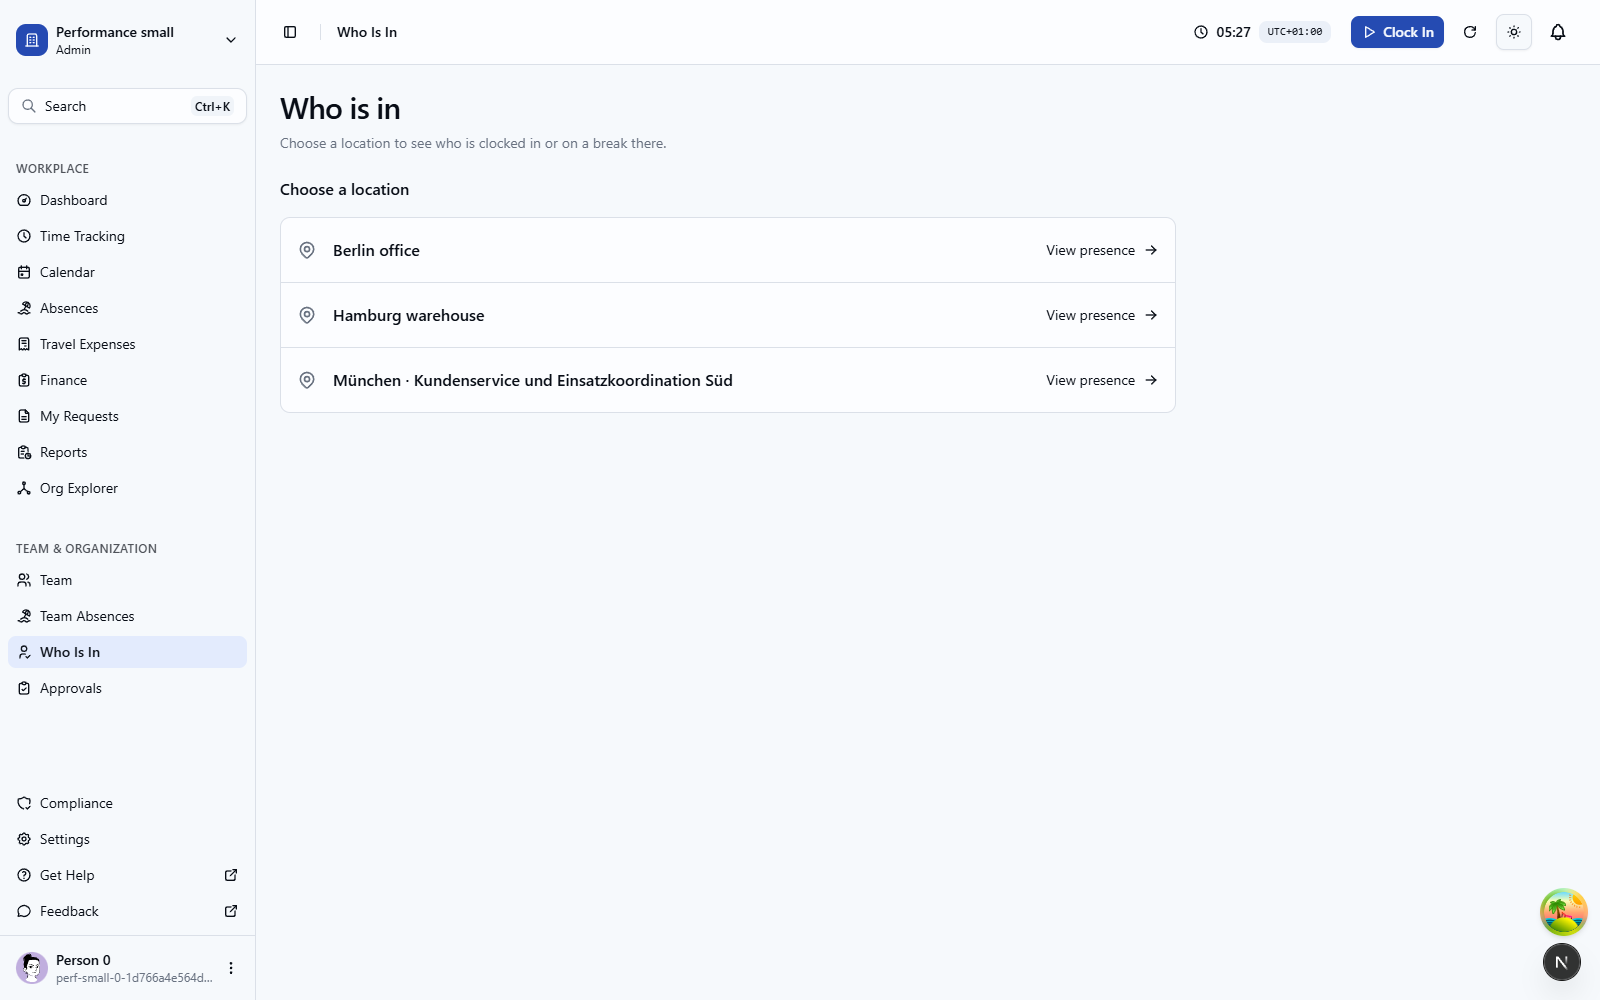 Performance small
Admin
Search
Ctrl+K
WORKPLACE
Dashboard
Time Tracking
Calendar
Absences
Travel Expenses
Finance
My Requests
Reports
Org Explorer
TEAM & ORGANIZATION
Team
Team Absences
Who Is In
Approvals
Compliance
Settings
Get Help
Feedback
Person 0
perf-small-0-1d766a4e564d...
Who Is In
05:27
UTC+01:00
Clock In
Who is in
Choose a location to see who is clocked in or on a break there.
Choose a location
Berlin office
View presence
Hamburg warehouse
View presence
München · Kundenservice und Einsatzkoordination Süd
View presence
N